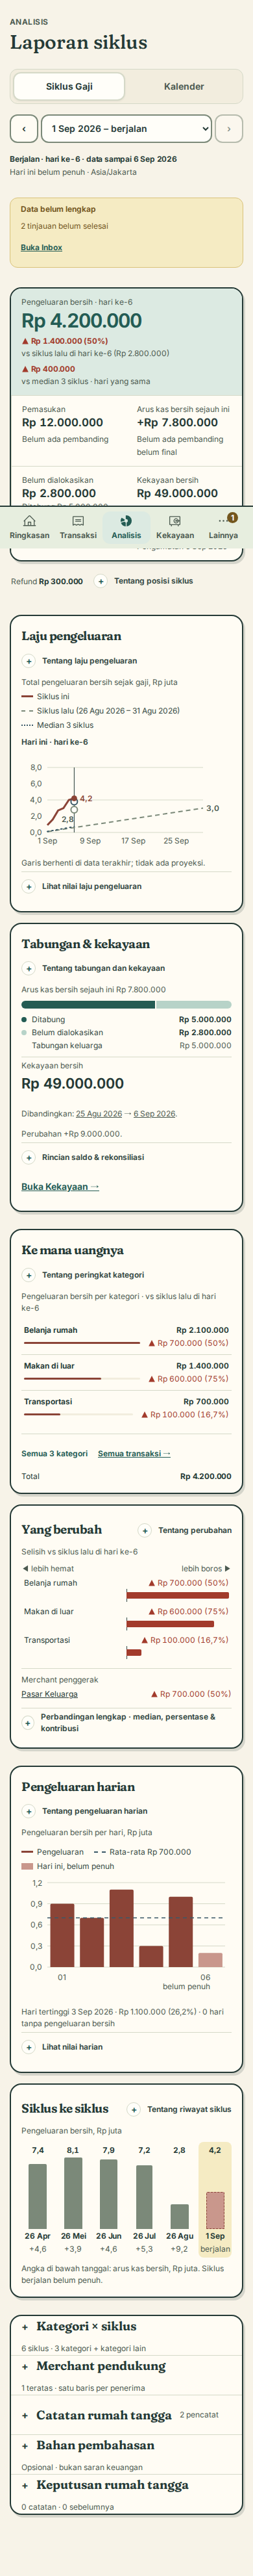 ANALISIS
Laporan siklus
Siklus Gaji
Kalender
‹
1 Sep 2026 – berjalan
›
Berjalan · hari ke-6 · data sampai 6 Sep 2026
Hari ini belum penuh · Asia/Jakarta
Data belum lengkap
2 tinjauan belum selesai
Buka Inbox
Pengeluaran bersih · hari ke-6
Rp 4.200.000
▲ Rp 1.400.000 (50%)
vs siklus lalu di hari ke-6 (Rp 2.800.000)
▲ Rp 400.000
vs median 3 siklus · hari yang sama
Pemasukan
Rp 12.000.000
Belum ada pembanding
Arus kas bersih sejauh ini
+Rp 7.800.000
Belum ada pembanding
belum final
Belum dialokasikan
Rp 2.800.000
Kekayaan bersih
Rp 49.000.000
Ringkasan
Transaksi
Analisis
Kekayaan
1
Lainnya
Refund Rp 300.000
+ Tentang posisi siklus
Laju pengeluaran
+ Tentang laju pengeluaran
Total pengeluaran bersih sejak gaji, Rp juta
Siklus ini
Siklus lalu (26 Agu 2026 – 31 Agu 2026)
Median 3 siklus
Hari ini · hari ke-6
8,0
6,0
4,0
2,0
0,0
4,2
2,8
3,0
1 Sep
9 Sep
17 Sep
25 Sep
Garis berhenti di data terakhir; tidak ada proyeksi.
+ Lihat nilai laju pengeluaran
Tabungan & kekayaan
+ Tentang tabungan dan kekayaan
Arus kas bersih sejauh ini Rp 7.800.000
Ditabung Rp 5.000.000
Belum dialokasikan Rp 2.800.000
Tabungan keluarga Rp 5.000.000
Kekayaan bersih
Rp 49.000.000
Dibandingkan: 25 Agu 2026 → 6 Sep 2026.
Perubahan +Rp 9.000.000.
+ Rincian saldo & rekonsiliasi
Buka Kekayaan →
Ke mana uangnya
+ Tentang peringkat kategori
Pengeluaran bersih per kategori · vs siklus lalu di hari
ke-6
Belanja rumah Rp 2.100.000
▲ Rp 700.000 (50%)
Makan di luar Rp 1.400.000
▲ Rp 600.000 (75%)
Transportasi Rp 700.000
▲ Rp 100.000 (16,7%)
Semua 3 kategori Semua transaksi →
Total Rp 4.200.000
Yang berubah
+ Tentang perubahan
Selisih vs siklus lalu di hari ke-6
◀ lebih hemat lebih boros ▶
Belanja rumah ▲ Rp 700.000 (50%)
Makan di luar ▲ Rp 600.000 (75%)
Transportasi ▲ Rp 100.000 (16,7%)
Merchant penggerak
Pasar Keluarga ▲ Rp 700.000 (50%)
+ Perbandingan lengkap · median, persentase &
kontribusi
Pengeluaran harian
+ Tentang pengeluaran harian
Pengeluaran bersih per hari, Rp juta
Pengeluaran Rata-rata Rp 700.000
Hari ini, belum penuh
1,2
0,9
0,6
0,3
0,0
01
06
belum penuh
Hari tertinggi 3 Sep 2026 · Rp 1.100.000 (26,2%) · 0 hari
tanpa pengeluaran bersih
+ Lihat nilai harian
Siklus ke siklus
+ Tentang riwayat siklus
Pengeluaran bersih, Rp juta
7,4 8,1 7,9 7,2 2,8 4,2
26 Apr 26 Mei 26 Jun 26 Jul 26 Agu 1 Sep
+4,6 +3,9 +4,6 +5,3 +9,2 berjalan
Angka di bawah tanggal: arus kas bersih, Rp juta. Siklus
berjalan belum penuh.
+ Kategori × siklus
6 siklus · 3 kategori + kategori lain
+ Merchant pendukung
1 teratas · satu baris per penerima
+ Catatan rumah tangga 2 pencatat
+ Bahan pembahasan
Opsional · bukan saran keuangan
+ Keputusan rumah tangga
0 catatan · 0 sebelumnya